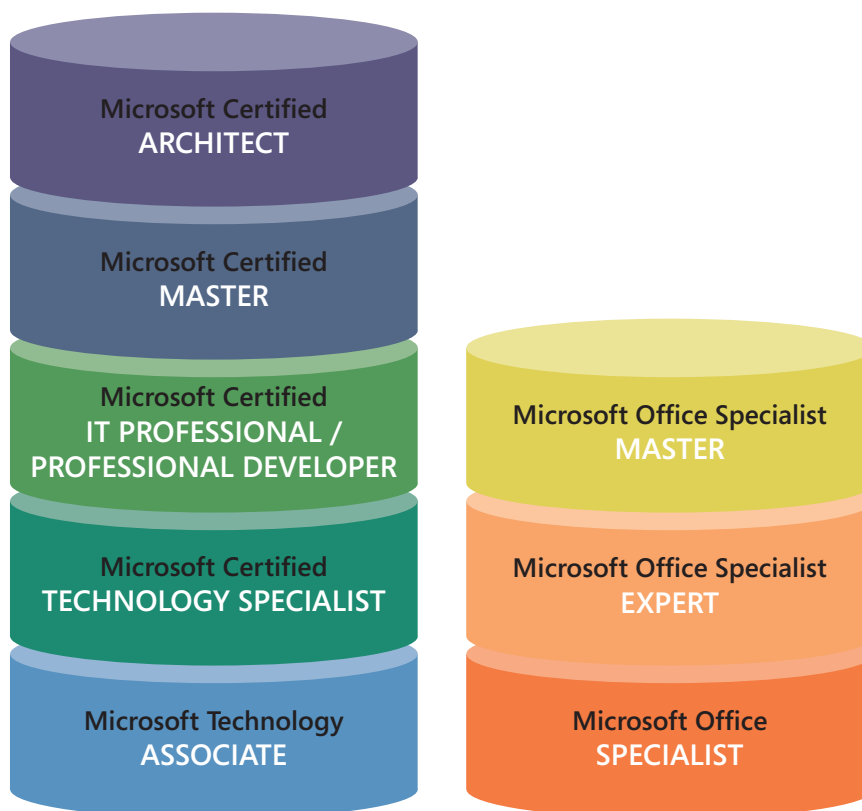 Microsoft Certified
ARCHITECT
Microsoft Certified
MASTER
Microsoft Certified
IT PROFESSIONAL /
PROFESSIONAL DEVELOPER
Microsoft Certified
TECHNOLOGY SPECIALIST
Microsoft Technology
ASSOCIATE
Microsoft Office Specialist
MASTER
Microsoft Office Specialist
EXPERT
Microsoft Office
SPECIALIST